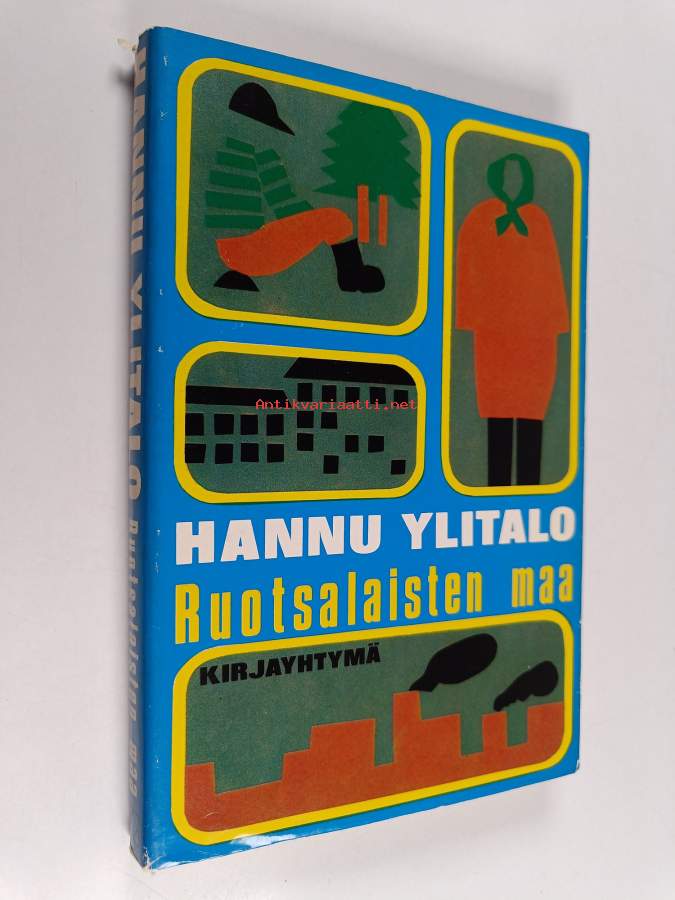 HANNU YLITALO Ruotsalaisten maa
Antikvariaatti.net
HANNU YLITALO
Ruotsalaisten maa
KIRJAYHTYMÄ